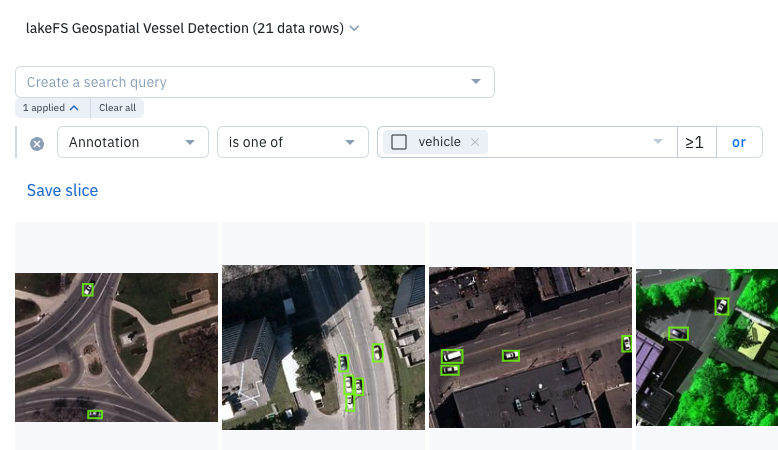 lakeFS Geospatial Vessel Detection (21 data rows)
Create a search query
1 applied Clear all
Annotation is one of vehicle ≥1 or
Save slice